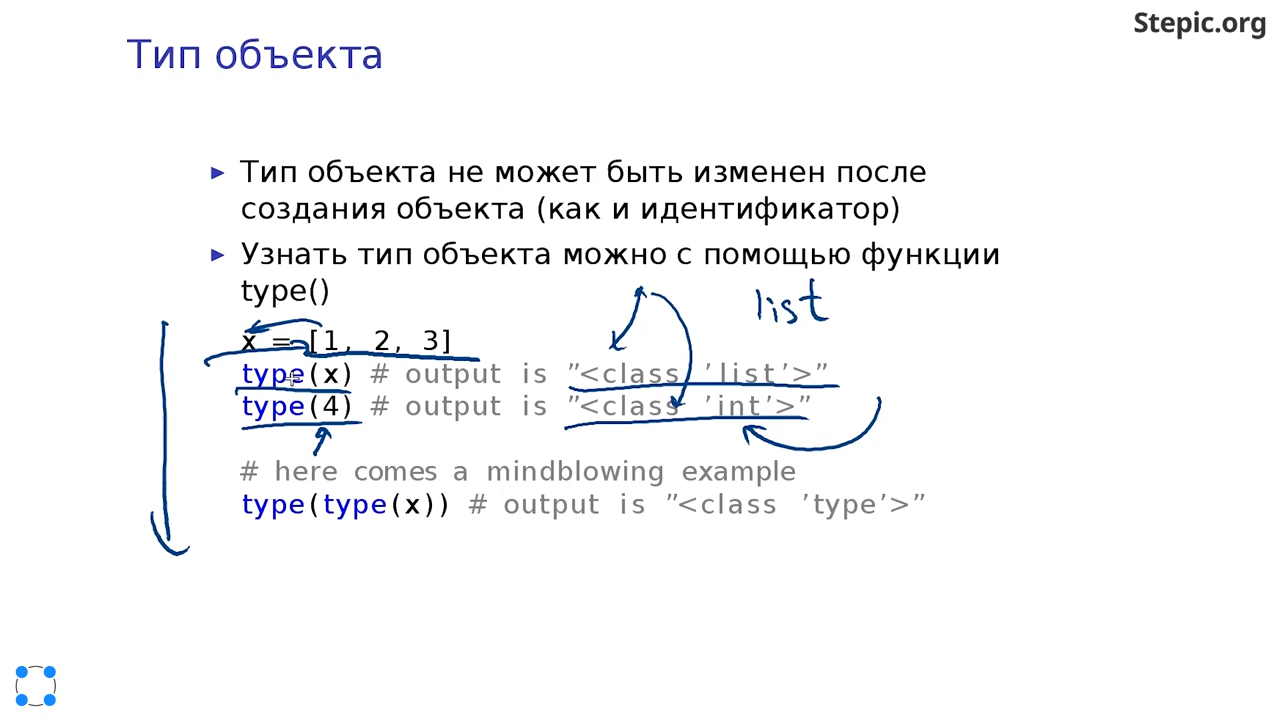 Stepic.org
Тип объекта
▶ Тип объекта не может быть изменен после
создания объекта (как и идентификатор)
▶ Узнать тип объекта можно с помощью функции
type()
list
x = [1, 2, 3]
type(x) # output is ”<class ’list’>”
type(4) # output is ”<class ’int’>”
# here comes a mindblowing example
type(type(x)) # output is ”<class ’type’>”